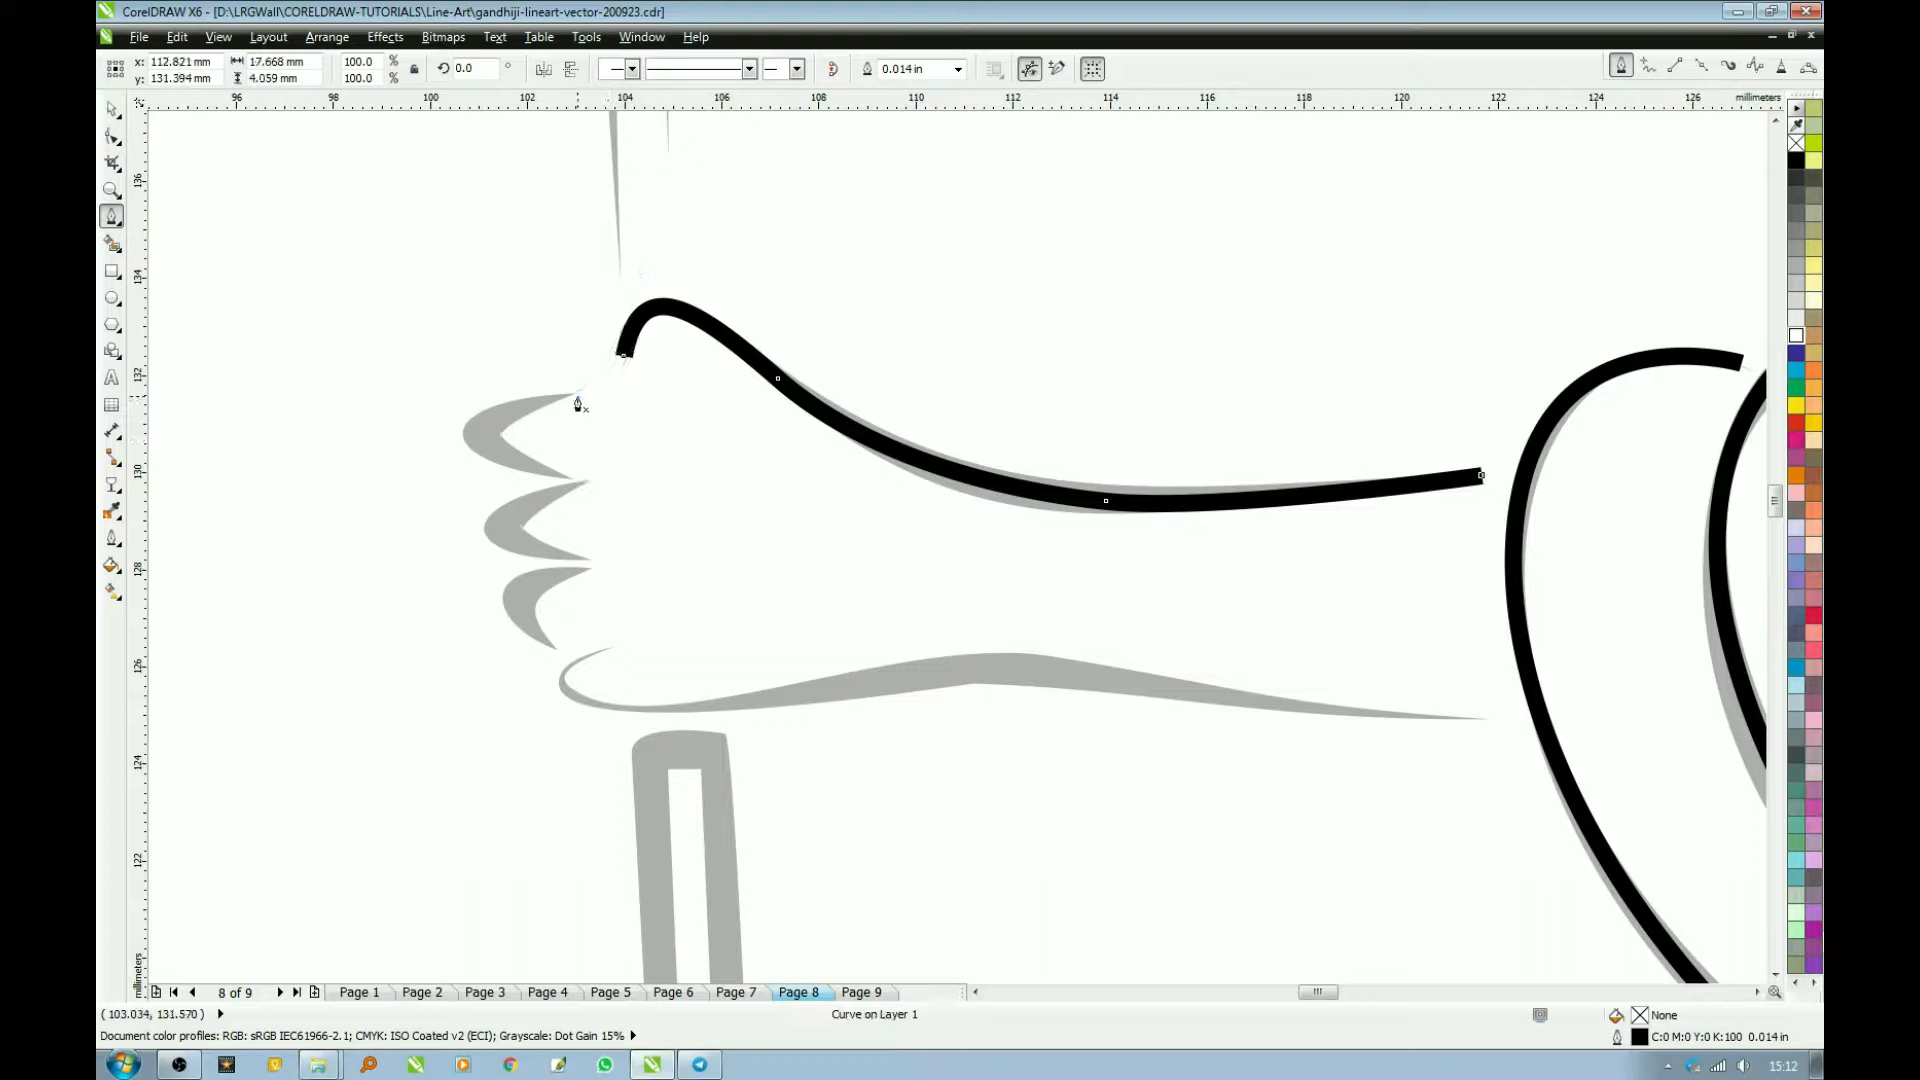 CorelDRAW X6 - [D:\LRGWall\CORELDRAW-TUTORIALS\Line-Art\gandhiji-lineart-vector-200923.cdr]
File Edit View Layout Arrange Effects Bitmaps Text Table Tools Window Help
x: 112.821 mm 17.668 mm 100.0 %
y: 131.394 mm 4.059 mm 100.0 %
0.0 °
0.014 in
96 98 100 102 104 106 108 110 112 114 116 118 120 122 124 126 millimeters
136
134
132
130
128
126
124
122
millimeters
8 of 9 Page 1 Page 2 Page 3 Page 4 Page 5 Page 6 Page 7 Page 8 Page 9
( 103.034, 131.570 ) Curve on Layer 1 None
Document color profiles: RGB: sRGB IEC61966-2.1; CMYK: ISO Coated v2 (ECI); Grayscale: Dot Gain 15% C:0 M:0 Y:0 K:100 0.014 in
15:12